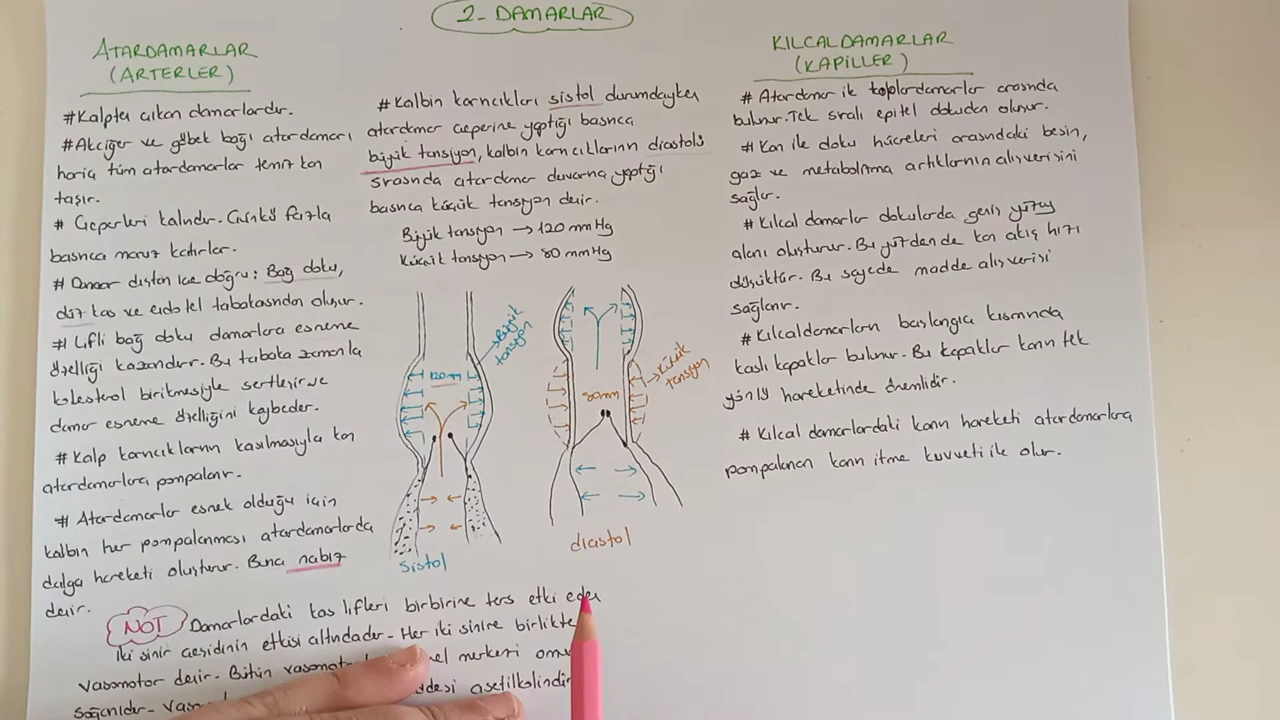 2- DAMARLAR
ATARDAMARLAR
(ARTERLER)
#Kalpten çıkan damarlardır.
#Akciğer ve göbek bağı atardamarı
hariç tüm atardamarlar temiz kan
taşır.
# Çeperleri kalındır. Çünkü fazla
basınca maruz kalırlar.
# Damar dıştan içe doğru: Bağ doku,
düz kas ve endotel tabakasından oluşur.
# Lifli bağ doku damarlara esneme
özelliği kazandırır. Bu tabaka zamanla
kolesterol birikmesiyle sertleşir ve
damar esneme özelliğini kaybeder.
# Kalp karıncıklarının kasılmasıyla kan
atardamarlara pompalanır.
# Atardamarlar esnek olduğu için
kalbin her pompalanması atardamarlarda
dalga hareketi oluşturur. Buna nabız
denir.
# Kalbin karıncıkları sistol durumdayken
atardamar çeperine yaptığı basınca
büyük tansiyon, kalbin karıncıklarının diastolü
sırasında atardamar duvarına yaptığı
basınca küçük tansiyon denir.
Büyük tansiyon → 120 mmHg
Küçük tansiyon → 80 mmHg
Büyük
tansiyon
120mm
Sistol
Küçük
tansiyon
80mm
diastol
KILCALDAMARLAR
(KAPİLLER)
# Atardamar ile toplardamarlar arasında
bulunur. Tek sıralı epitel dokudan oluşur.
# Kan ile doku hücreleri arasındaki besin,
gaz ve metabolizma artıklarının alışverişini
sağlar.
# Kılcal damarlar dokularda geniş yüzey
alanı oluşturur. Bu yüzden de kan akış hızı
düşüktür. Bu sayede madde alışverişi
sağlanır.
# Kılcaldamarların başlangıç kısmında
kaslı kapaklar bulunur. Bu kapaklar kanın tek
yönlü hareketinde önemlidir.
# Kılcal damarlardaki kanın hareketi atardamarlara
pompalanan kanın itme kuvveti ile olur.
NOT Damarlardaki kas lifleri birbirine ters etki eden
iki sinir çeşidinin etkisi altındadır. Her iki sinire birlikte
vazomotor denir. Bütün merkezi
soğanıdır. asetilkolindir